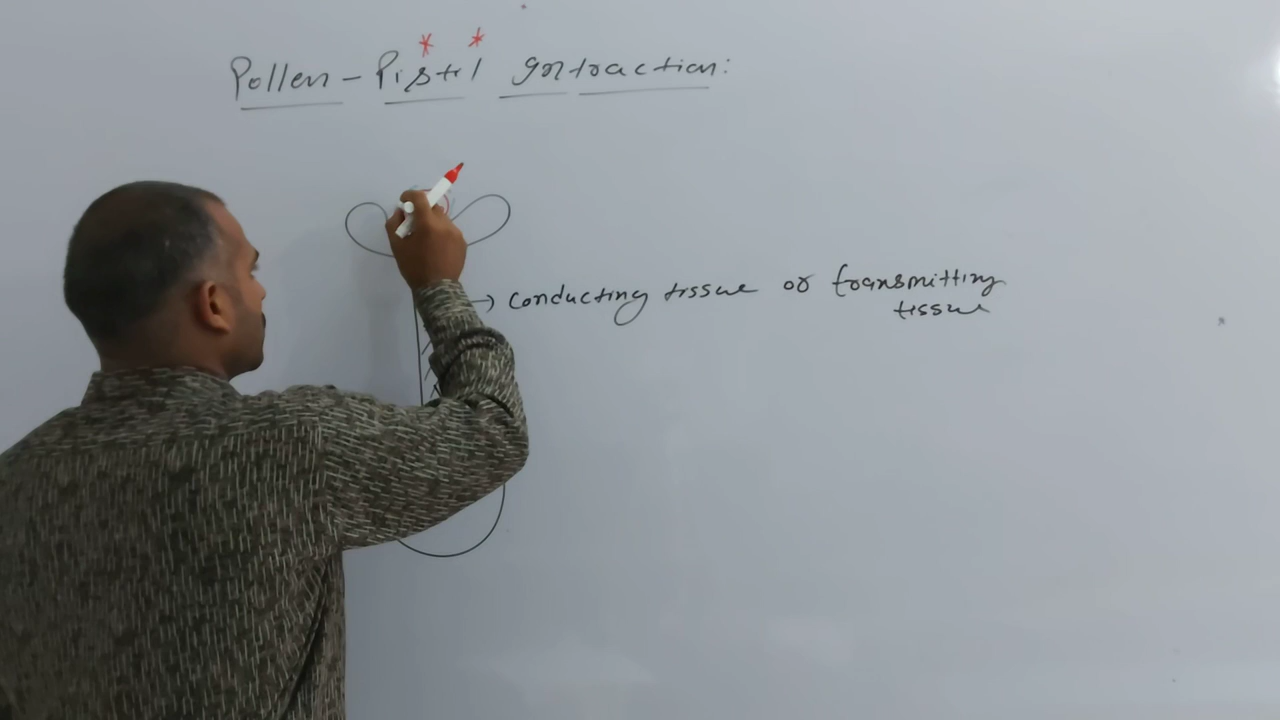 * *
Pollen - Pistil Interaction:
→ conducting tissue or transmitting
tissue